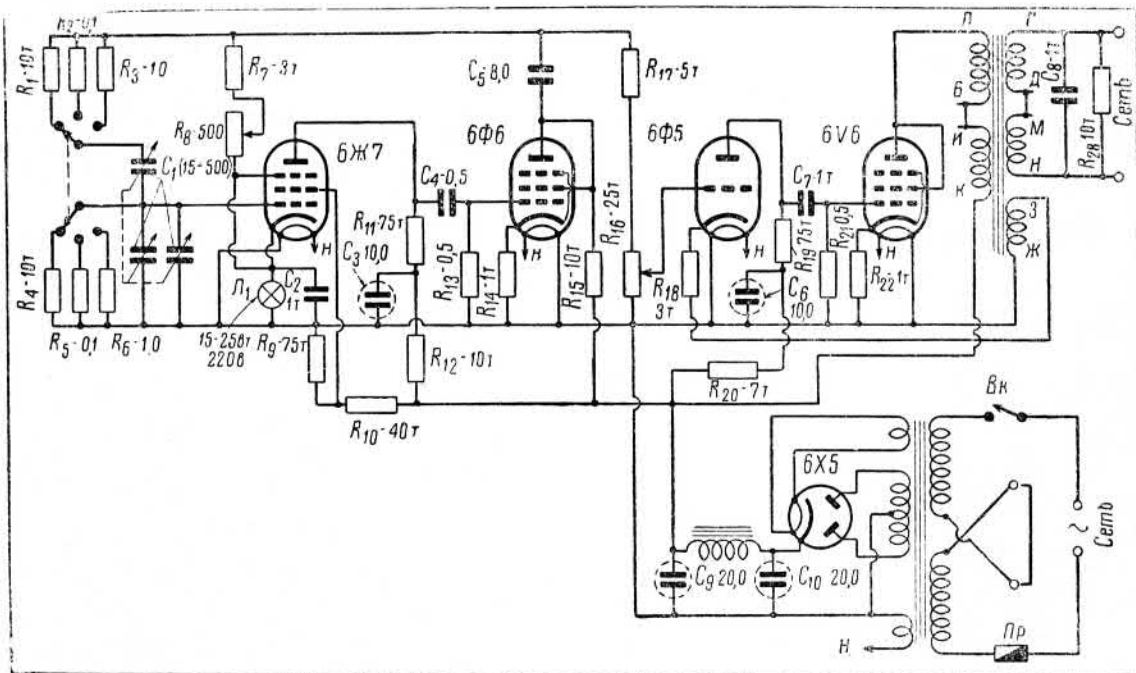 R2-0,1
R1-10т
R3-10
R7-3т
R8-500
C1(15÷500)
R4-10т
R5-0,1
R6-1,0
6Ж7
Н
Л1
15-25вт
220в
C2
1т
R9-75т
R10-40т
R11-75т
C3 10,0
R12-10т
C4-0,5
R13-0,5
R14-1т
6Ф6
Н
C5-8,0
R15-10т
R16-25т
R17-5т
6Ф5
Н
R18
3т
C6
10,0
R19-75т
R20-7т
C7-1т
R21-0,5
R22-1т
6V6
Н
П
Г
Б
И
К
Д
М
Н
З
Ж
C8-1т
R28 10т
Сеть
6Х5
C9 20,0
C10 20,0
Н
Вк
~
Сеть
Пр